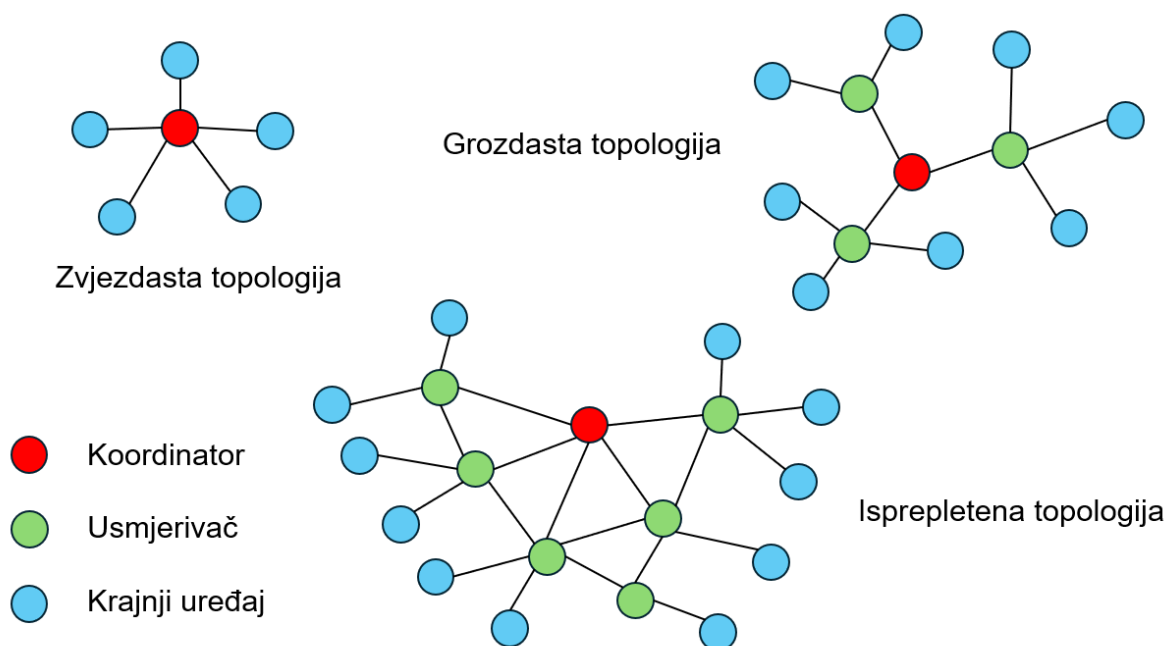 Grozdasta topologija
Zvjezdasta topologija
Koordinator
Usmjerivač
Krajnji uređaj
Isprepletena topologija